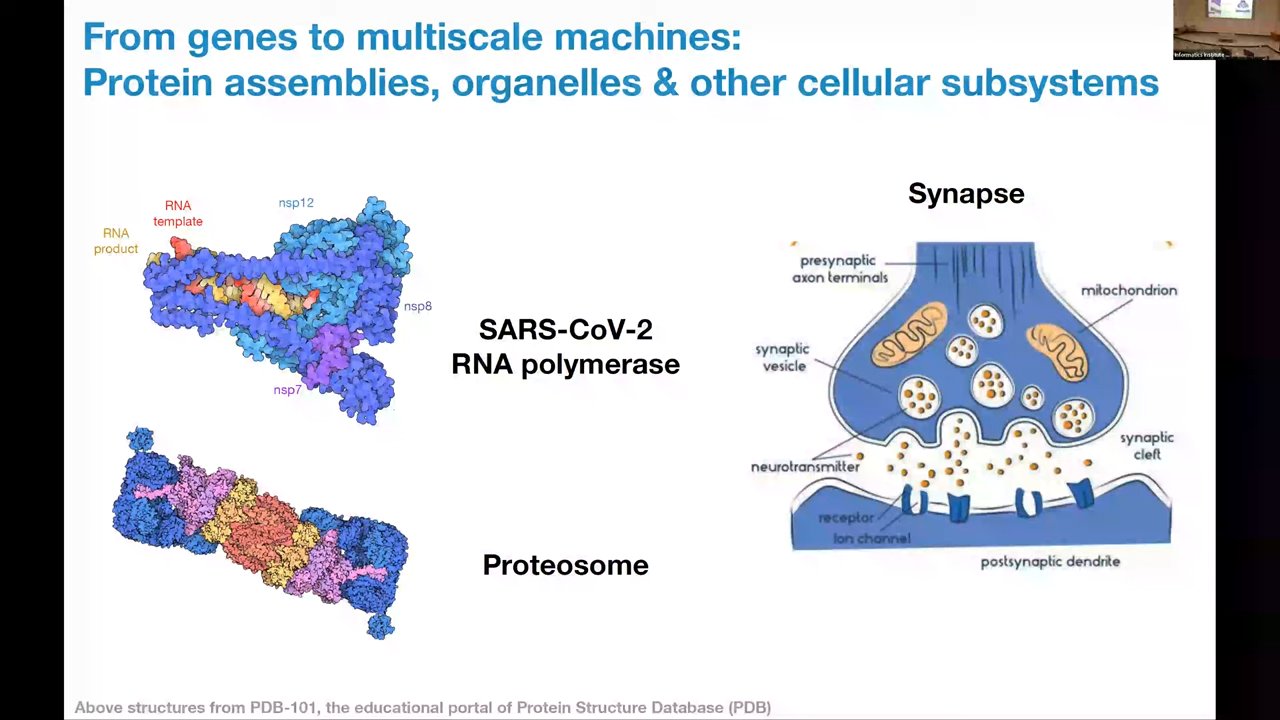 From genes to multiscale machines:
Protein assemblies, organelles & other cellular subsystems
RNA
template
nsp12
RNA
product
nsp8
nsp7
SARS-CoV-2
RNA polymerase
Proteosome
Synapse
presynaptic
axon terminals
mitochondrion
synaptic
vesicle
neurotransmitter
synaptic
cleft
receptor
Ion channel
postsynaptic dendrite
Above structures from PDB-101, the educational portal of Protein Structure Database (PDB)
Informatics Institute...